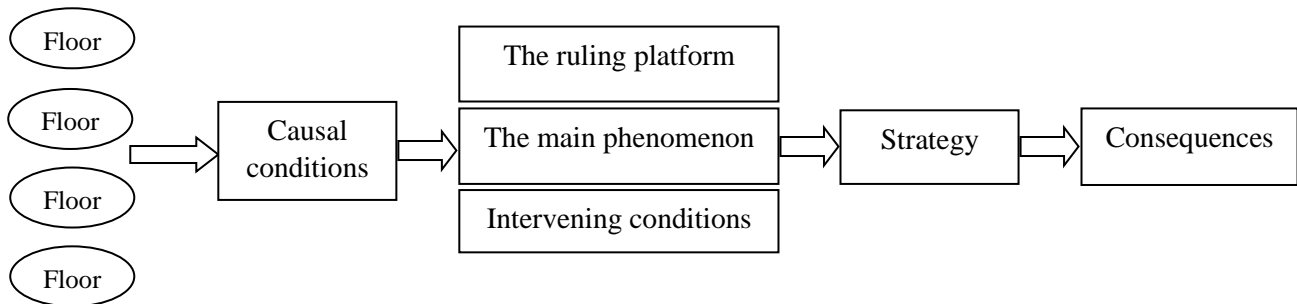 Floor
Floor
Floor
Floor
Causal
conditions
The ruling platform
The main phenomenon
Intervening conditions
Strategy
Consequences